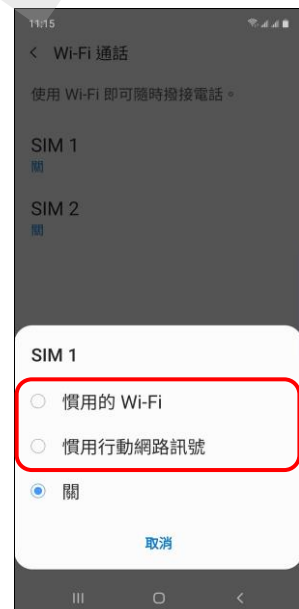 11:15
Wi-Fi 通話
使用 Wi-Fi 即可隨時撥接電話。
SIM 1
關
SIM 2
關
SIM 1
慣用的 Wi-Fi
慣用行動網路訊號
關
取消